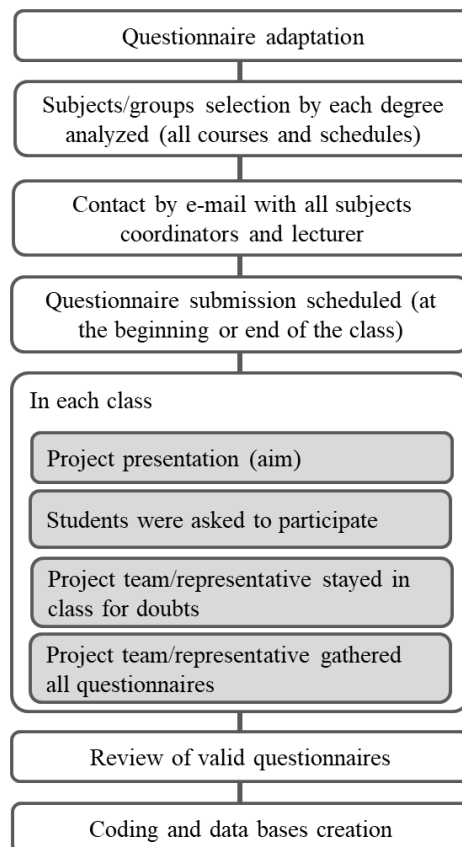 Questionnaire adaptation
Subjects/groups selection by each degree
analyzed (all courses and schedules)
Contact by e-mail with all subjects
coordinators and lecturer
Questionnaire submission scheduled (at
the beginning or end of the class)
In each class
Project presentation (aim)
Students were asked to participate
Project team/representative stayed in
class for doubts
Project team/representative gathered
all questionnaires
Review of valid questionnaires
Coding and data bases creation